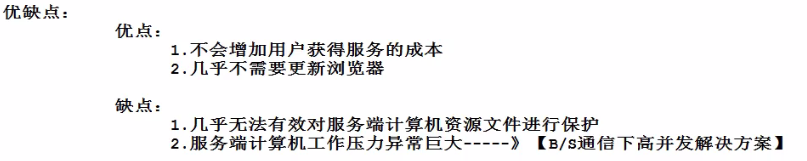 优缺点：
优点：
1.不会增加用户获得服务的成本
2.几乎不需要更新浏览器
缺点：
1.几乎无法有效对服务端计算机资源文件进行保护
2.服务端计算机工作压力异常巨大-----》【B/S通信下高并发解决方案】